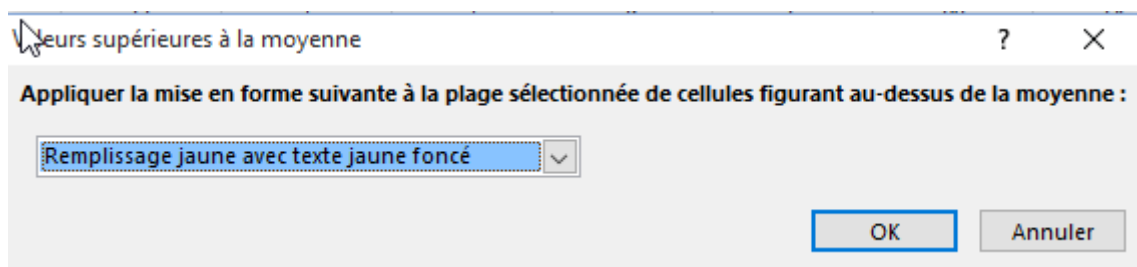 eurs supérieures à la moyenne ?
Appliquer la mise en forme suivante à la plage sélectionnée de cellules figurant au-dessus de la moyenne :
Remplissage jaune avec texte jaune foncé
OK Annuler